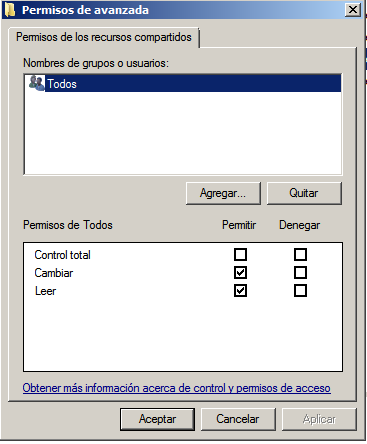 Permisos de avanzada
Permisos de los recursos compartidos
Nombres de grupos o usuarios:
Todos
Agregar...
Quitar
Permisos de Todos
Permitir
Denegar
Control total
Cambiar
Leer
Obtener más información acerca de control y permisos de acceso
Aceptar
Cancelar
Aplicar